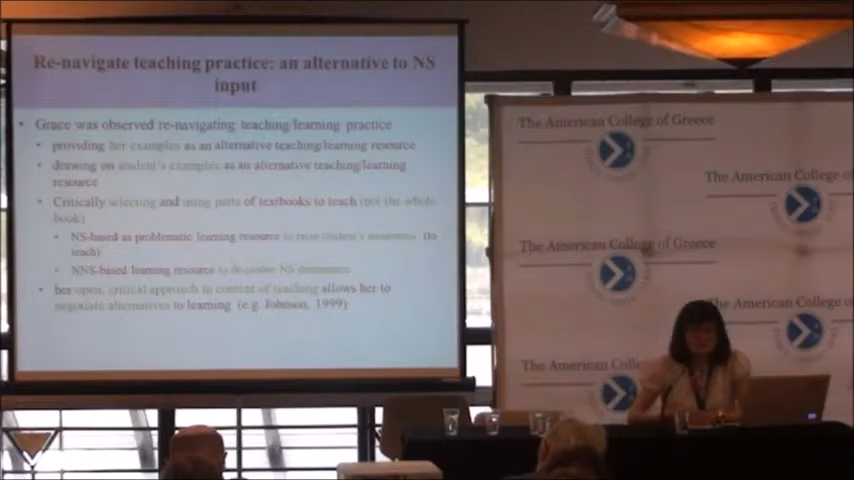 Re-navigate teaching practice: an alternative to NS
input
• Grace was observed re-navigating teaching/learning practice
• providing her examples as an alternative teaching/learning resource
• drawing on student's examples as an alternative teaching/learning
resource
• Critically selecting and using parts of textbooks to teach (not the whole
book)
• NS-based as problematic learning resource to raise student's awareness (to
teach)
• NNS-based learning resource to de-center NS dominance
• her open, critical approach to content of teaching allows her to
negotiate alternatives to learning (e.g. Johnson, 1999)
The American College of Greece
The American College of
The American College of Greece
The American College of
The American Colle